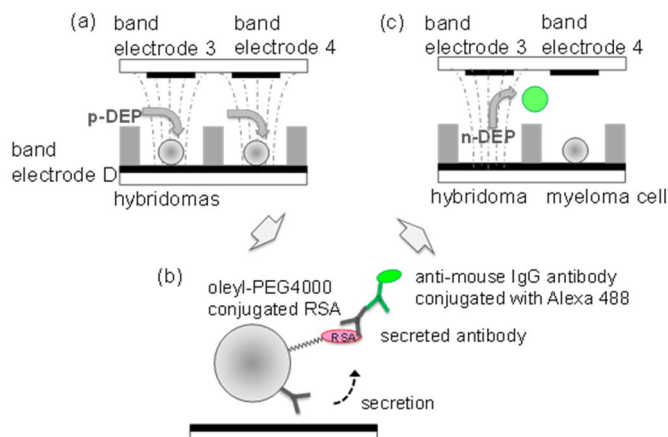 (a)
band
electrode 3
band
electrode 4
p-DEP
band
electrode D
hybridomas
(c)
band
electrode 3
band
electrode 4
n-DEP
hybridoma
myeloma cell
(b)
oleyl-PEG4000
conjugated RSA
anti-mouse IgG antibody
conjugated with Alexa 488
RSA
secreted antibody
secretion